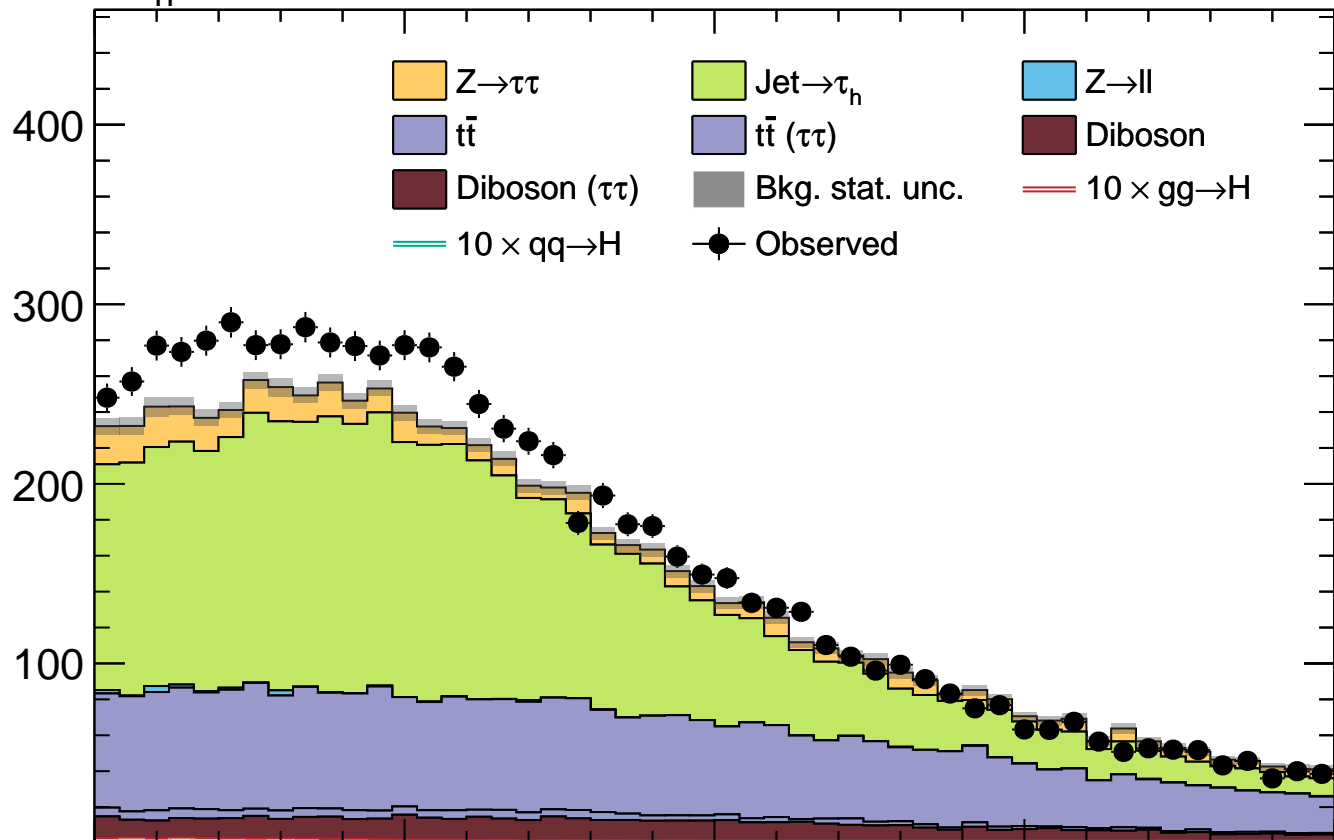 Z→ττ Jet→τₕ Z→ll
400 tt̄ tt̄ (ττ) Diboson
Diboson (ττ) Bkg. stat. unc. 10 × gg→H
10 × qq→H Observed
300
200
100